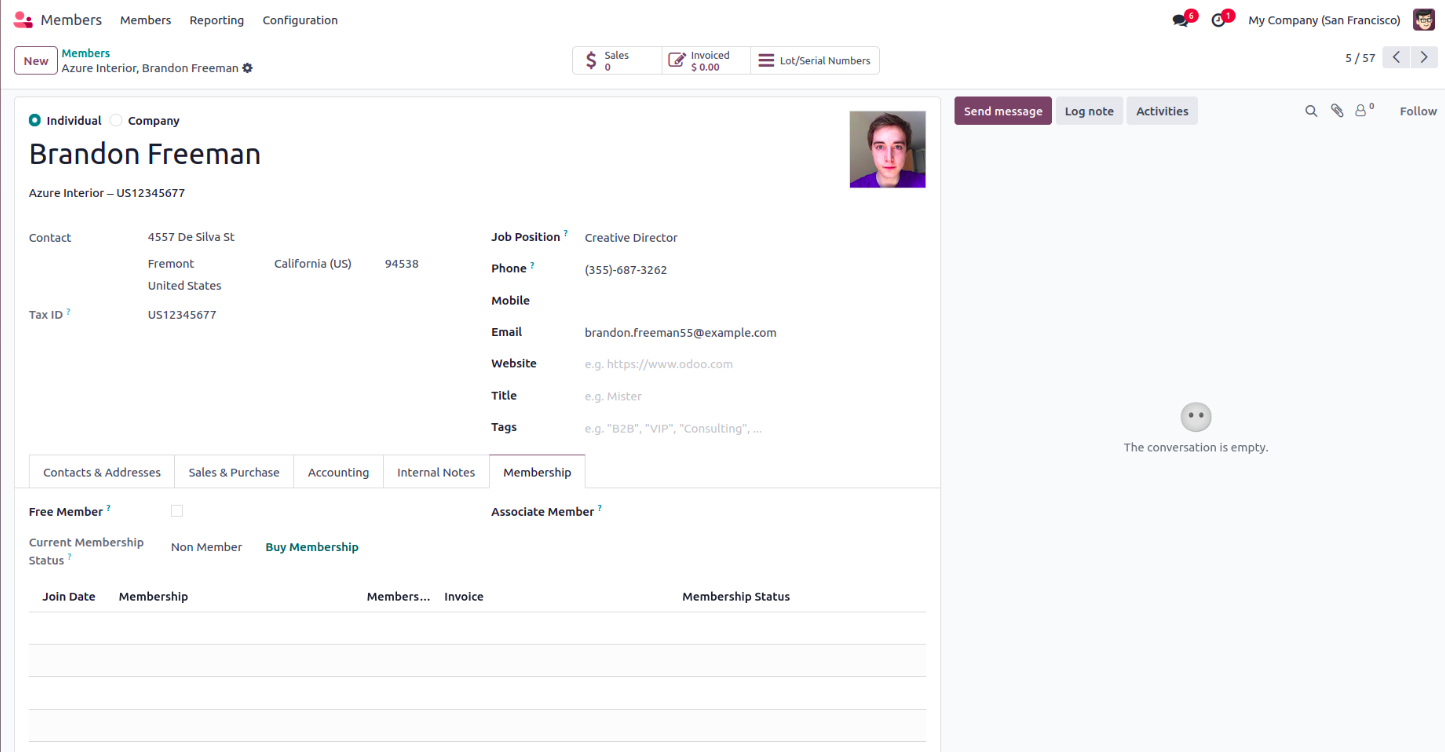 Members Members Reporting Configuration 6 1 My Company (San Francisco)
New Members
Azure Interior, Brandon Freeman
Sales
0
Invoiced
$ 0.00
Lot/Serial Numbers
5 / 57
Individual Company
Brandon Freeman
Azure Interior – US12345677
Contact 4557 De Silva St
Fremont California (US) 94538
United States
Tax ID ? US12345677
Job Position ? Creative Director
Phone ? (355)-687-3262
Mobile
Email brandon.freeman55@example.com
Website e.g. https://www.odoo.com
Title e.g. Mister
Tags e.g. "B2B", "VIP", "Consulting", ...
Contacts & Addresses Sales & Purchase Accounting Internal Notes Membership
Free Member ? Associate Member ?
Current Membership
Status ? Non Member Buy Membership
Join Date Membership Members... Invoice Membership Status
Send message Log note Activities 0 Follow
The conversation is empty.